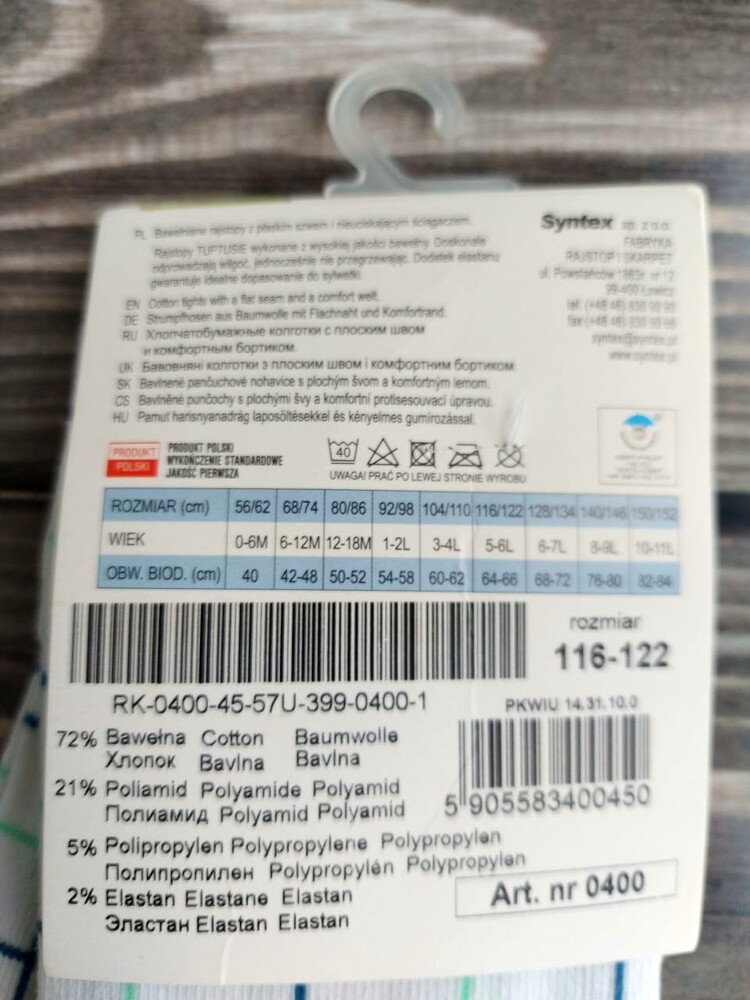 PL Bawełniane rajstopy z płaskim szwem i nieuciskającym ściągaczem.
Rajstopy TUPTUSIE wykonane z wysokiej jakości bawełny. Doskonale
odprowadzają wilgoć, jednocześnie nie przegrzewając. Dodatek elastanu
gwarantuje idealne dopasowanie do sylwetki.
EN Cotton tights with a flat seam and a comfort welt.
DE Strumpfhosen aus Baumwolle mit Flachnaht und Komfortrand.
RU Хлопчатобумажные колготки с плоским швом
и комфортным бортиком.
UK Бавовняні колготки з плоским швом і комфортним бортиком.
SK Bavlnené pančuchové nohavice s plochým švom a komfortným lemom.
CS Bavlněné punčochy s plochými švy a komfortní protisesouvací úpravou.
HU Pamut harisnyanadrág laposöltésekkel és kényelmes gumírozással.
Syntex sp. z o.o.
FABRYKA
RAJSTOP I SKARPET
ul. Powstańców 1863r. nr 12
99-400 Łowicz
tel. (+48 46) 830 90 90
fax (+48 46) 830 90 98
syntex@syntex.pl
www.syntex.pl
PRODUKT
POLSKI
PRODUKT POLSKI
WYKOŃCZENIE STANDARDOWE
JAKOŚĆ PIERWSZA
40
UWAGA! PRAĆ PO LEWEJ STRONIE WYROBU
ROZMIAR (cm) 56/62 68/74 80/86 92/98 104/110 116/122 128/134 140/146 150/152
WIEK 0-6M 6-12M 12-18M 1-2L 3-4L 5-6L 6-7L 8-9L 10-11L
OBW. BIOD. (cm) 40 42-48 50-52 54-58 60-62 64-66 68-72 76-80 82-84
rozmiar
116-122
RK-0400-45-57U-399-0400-1
PKWIU 14.31.10.0
72% Bawełna Cotton Baumwolle
Хлопок Bavlna Bavlna
21% Poliamid Polyamide Polyamid
Полиамид Polyamid Polyamid
5 905583400450
5% Polipropylen Polypropylene Polypropylen
Полипропилен Polypropylén Polypropylen
2% Elastan Elastane Elastan
Эластан Elastan Elastan
Art. nr 0400